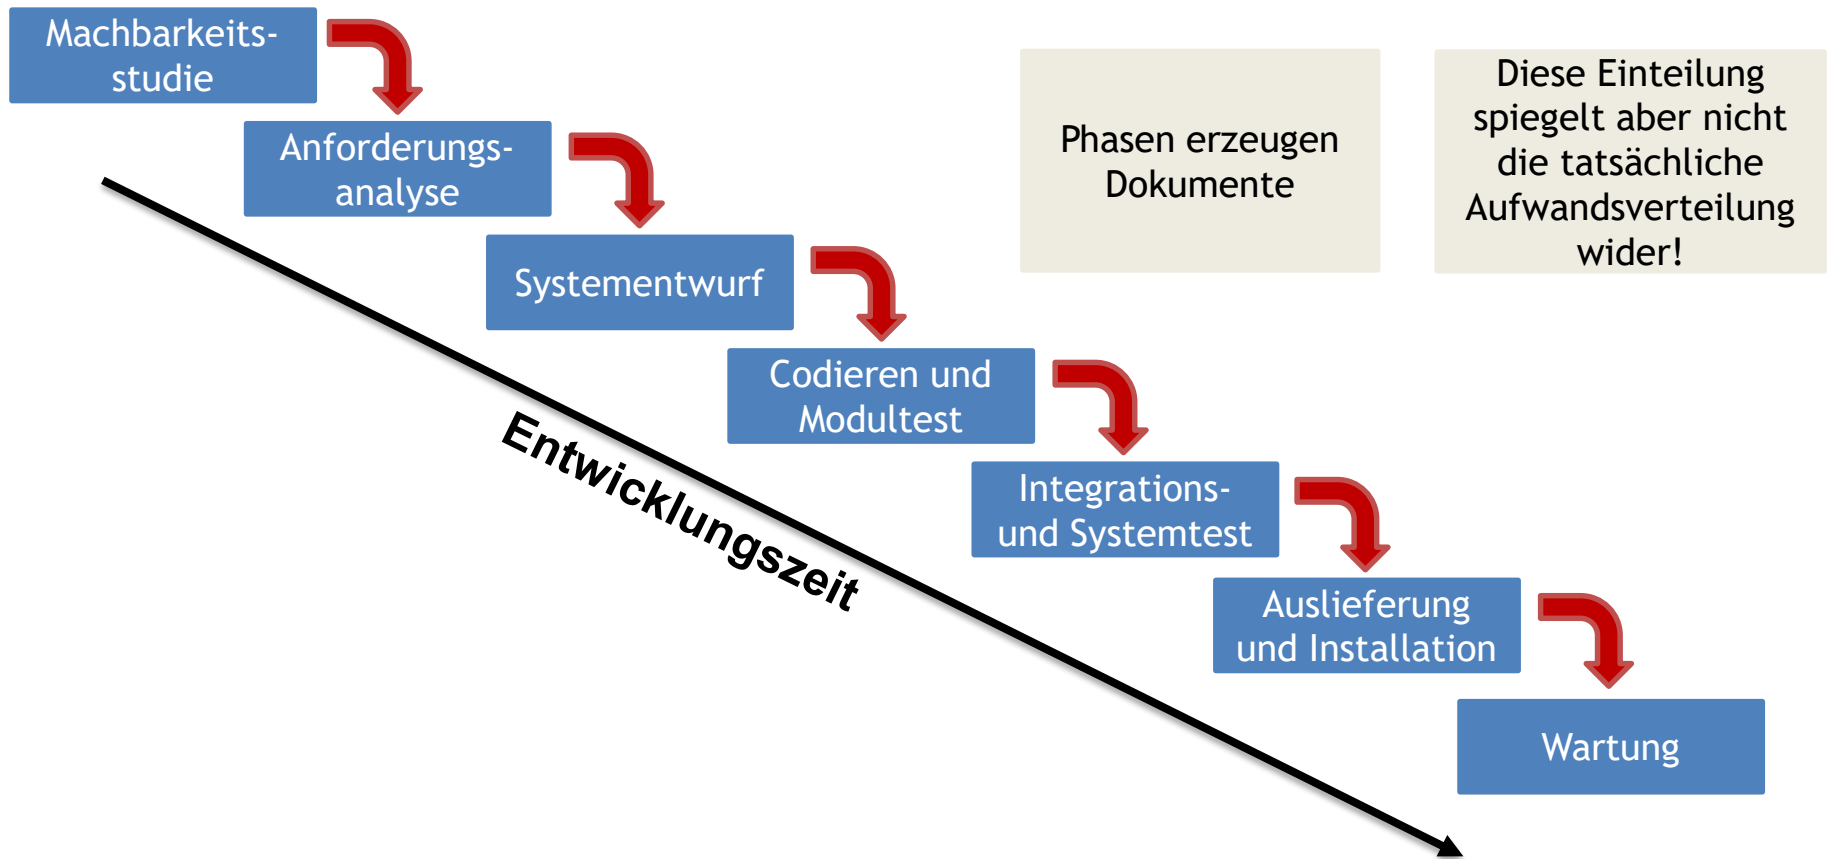 Machbarkeits-
studie
Anforderungs-
analyse
Systementwurf
Codieren und
Modultest
Integrations-
und Systemtest
Auslieferung
und Installation
Wartung
Entwicklungszeit
Phasen erzeugen
Dokumente
Diese Einteilung
spiegelt aber nicht
die tatsächliche
Aufwandsverteilung
wider!